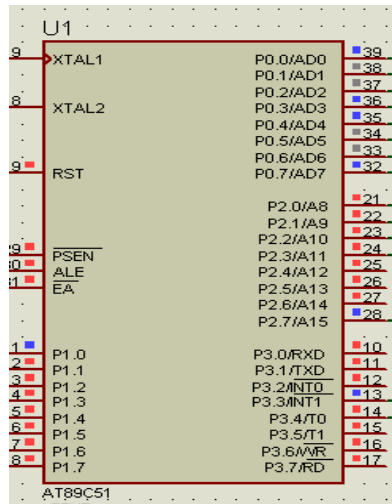 U1
9 XTAL1 P0.0/AD0 39
P0.1/AD1 38
P0.2/AD2 37
8 XTAL2 P0.3/AD3 36
P0.4/AD4 35
P0.5/AD5 34
P0.6/AD6 33
9 RST P0.7/AD7 32
P2.0/A8 21
P2.1/A9 22
P2.2/A10 23
29 PSEN P2.3/A11 24
30 ALE P2.4/A12 25
31 EA P2.5/A13 26
P2.6/A14 27
P2.7/A15 28
1 P1.0 P3.0/RXD 10
2 P1.1 P3.1/TXD 11
3 P1.2 P3.2/INT0 12
4 P1.3 P3.3/INT1 13
5 P1.4 P3.4/T0 14
6 P1.5 P3.5/T1 15
7 P1.6 P3.6/WR 16
8 P1.7 P3.7/RD 17
AT89C51